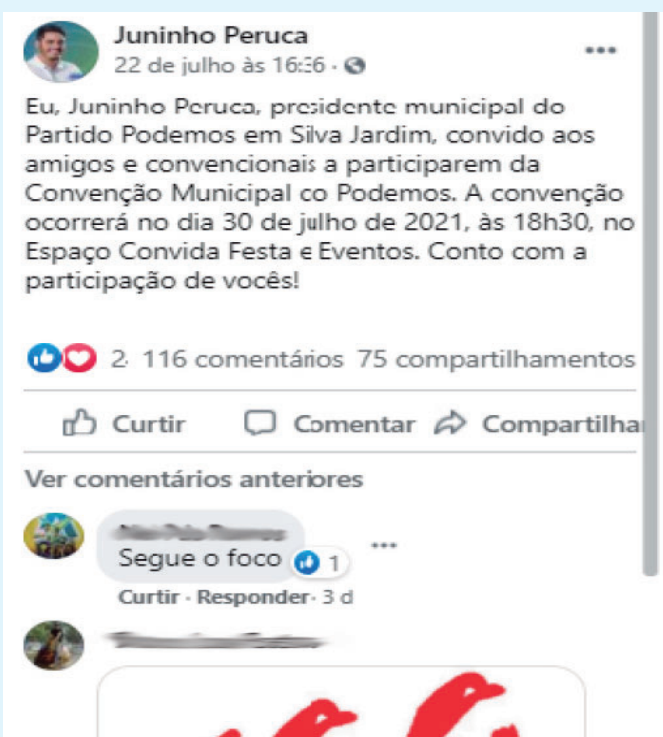 Juninho Peruca
22 de julho às 16:36 ·
Eu, Juninho Peruca, presidente municipal do
Partido Podemos em Silva Jardim, convido aos
amigos e convencionais a participarem da
Convenção Municipal co Podemos. A convenção
ocorrerá no dia 30 de julho de 2021, às 18h30, no
Espaço Convida Festa e Eventos. Conto com a
participação de vocês!
2 116 comentários 75 compartilhamentos
Curtir Comentar Compartilha
Ver comentários anteriores
Segue o foco 1
Curtir · Responder · 3 d